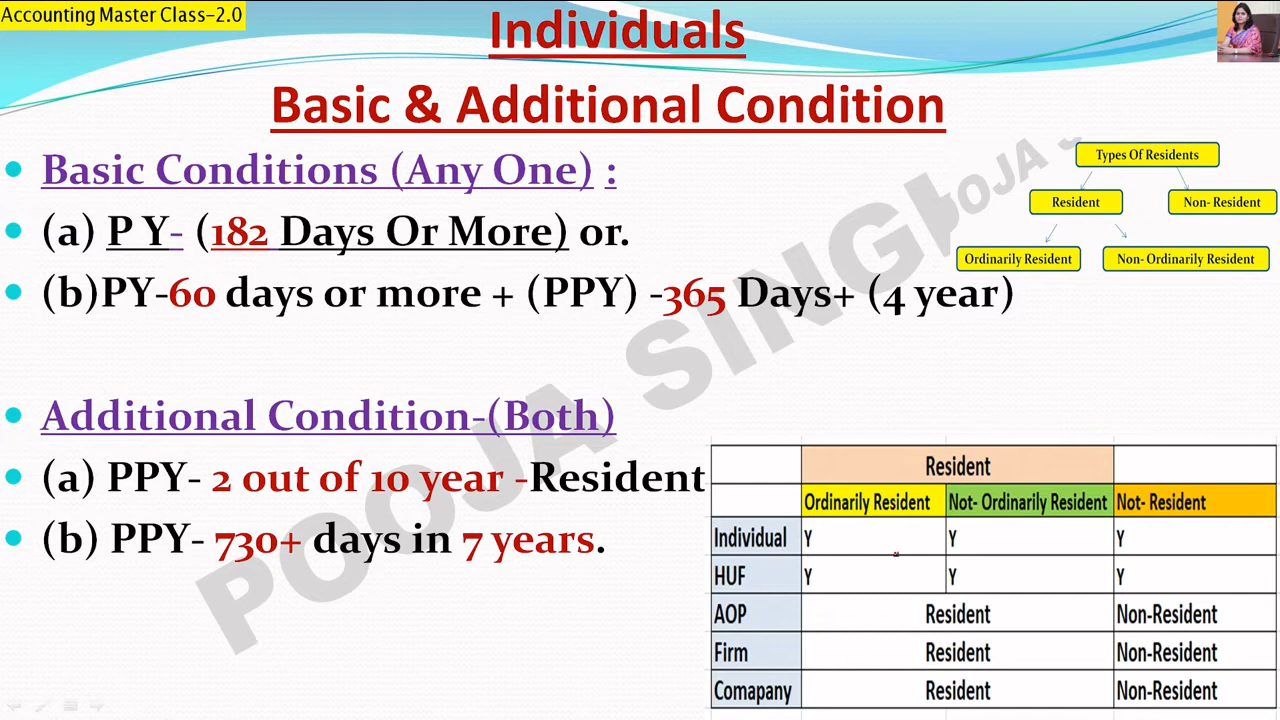 Accounting Master Class-2.0
Individuals
Basic & Additional Condition
Basic Conditions (Any One) :
(a) P Y- (182 Days Or More) or.
(b)PY-60 days or more + (PPY) -365 Days+ (4 year)
Additional Condition-(Both)
(a) PPY- 2 out of 10 year -Resident
(b) PPY- 730+ days in 7 years.
Types Of Residents
Resident Non- Resident
Ordinarily Resident Non- Ordinarily Resident
Resident
Ordinarily Resident Not- Ordinarily Resident Not- Resident
Individual Y Y Y
HUF Y Y Y
AOP Resident Non-Resident
Firm Resident Non-Resident
Comapany Resident Non-Resident
POOJA SING
OJA S